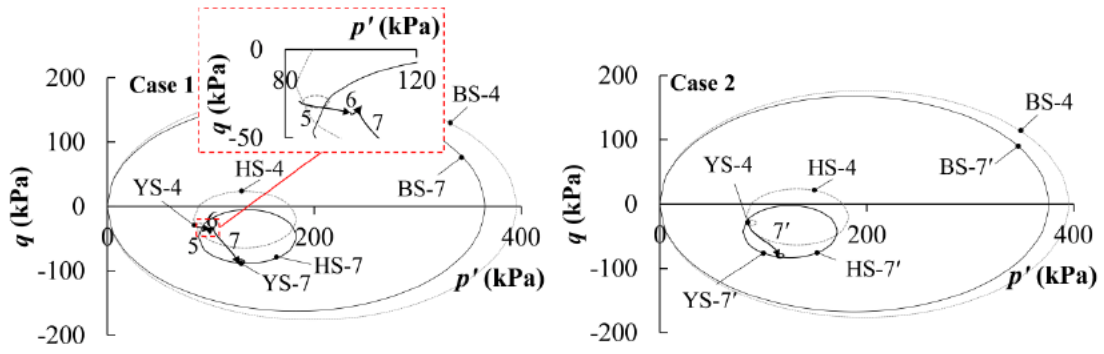 p' (kPa)
0
80
120
q (kPa)
-50
5
6
7
Case 1
200
100
0
-100
-200
q (kPa)
0
200
400
p' (kPa)
BS-4
BS-7
HS-4
YS-4
6
5
7
HS-7
YS-7
Case 2
200
100
0
-100
-200
q (kPa)
0
200
400
p' (kPa)
BS-4
BS-7′
YS-4
HS-4
7′
HS-7′
YS-7′